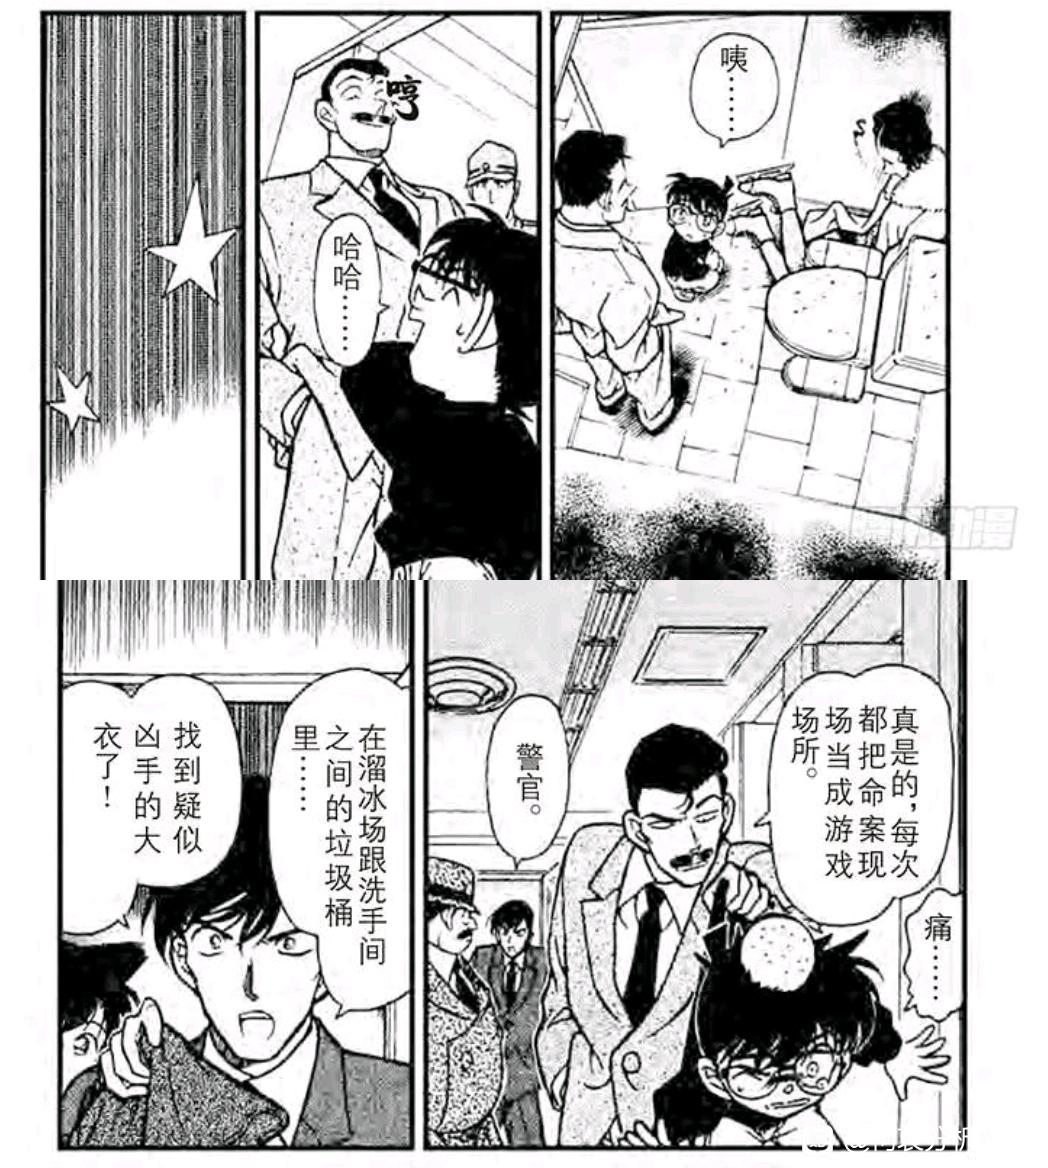 咦……
哼
哈
哈……
真是的，每次
都把命案现
场当成游戏
场所。
痛……
警官。
在溜冰场跟洗手间
之间的垃圾桶
里……
找到疑似
凶手的大
衣了！